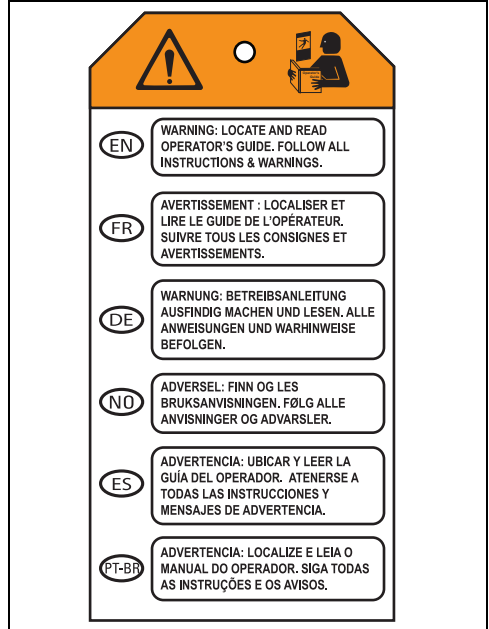 Operator's
Guide
EN
WARNING: LOCATE AND READ
OPERATOR'S GUIDE. FOLLOW ALL
INSTRUCTIONS & WARNINGS.
FR
AVERTISSEMENT : LOCALISER ET
LIRE LE GUIDE DE L'OPÉRATEUR.
SUIVRE TOUS LES CONSIGNES ET
AVERTISSEMENTS.
DE
WARNUNG: BETREIBSANLEITUNG
AUSFINDIG MACHEN UND LESEN. ALLE
ANWEISUNGEN UND WARHINWEISE
BEFOLGEN.
NO
ADVERSEL: FINN OG LES
BRUKSANVISNINGEN. FØLG ALLE
ANVISNINGER OG ADVARSLER.
ES
ADVERTENCIA: UBICAR Y LEER LA
GUÍA DEL OPERADOR. ATENERSE A
TODAS LAS INSTRUCCIONES Y
MENSAJES DE ADVERTENCIA.
PT-BR
ADVERTENCIA: LOCALIZE E LEIA O
MANUAL DO OPERADOR. SIGA TODAS
AS INSTRUÇÕES E OS AVISOS.